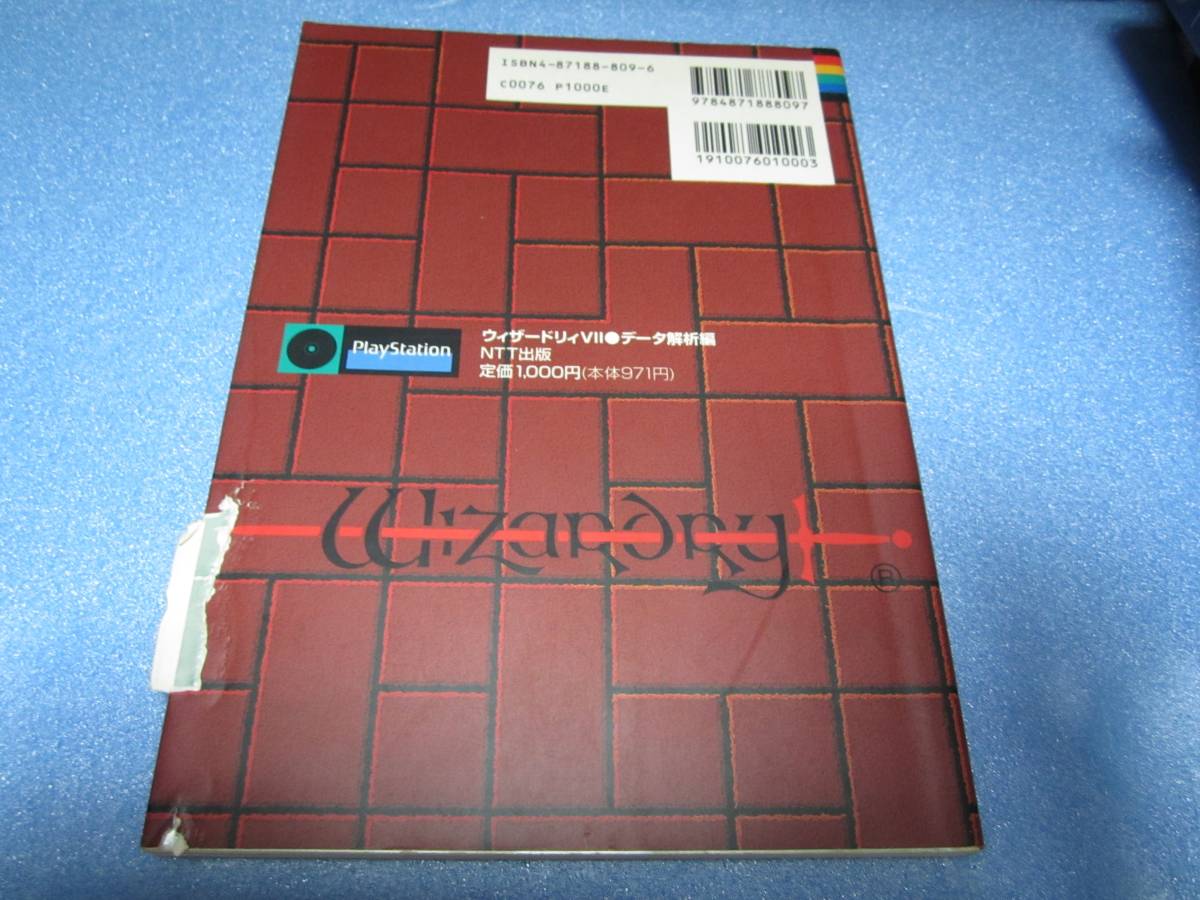 ISBN4-87188-809-6
C0076 P1000E
9784871888097
1910076010003
PlayStation
ウィザードリィVII●データ解析編
NTT出版
定価1,000円(本体971円)
Wizardry
®